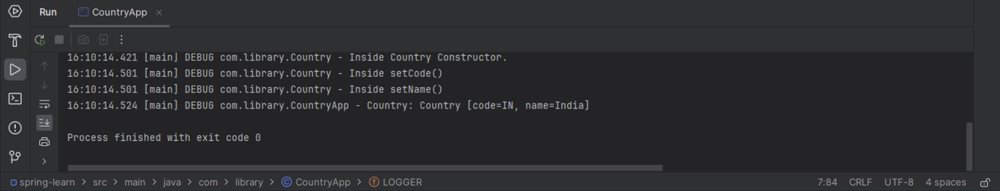 Run CountryApp
16:10:14.421 [main] DEBUG com.library.Country - Inside Country Constructor.
16:10:14.501 [main] DEBUG com.library.Country - Inside setCode()
16:10:14.501 [main] DEBUG com.library.Country - Inside setName()
16:10:14.524 [main] DEBUG com.library.CountryApp - Country: Country [code=IN, name=India]
Process finished with exit code 0
spring-learn > src > main > java > com > library > CountryApp > LOGGER 7:84 CRLF UTF-8 4 spaces